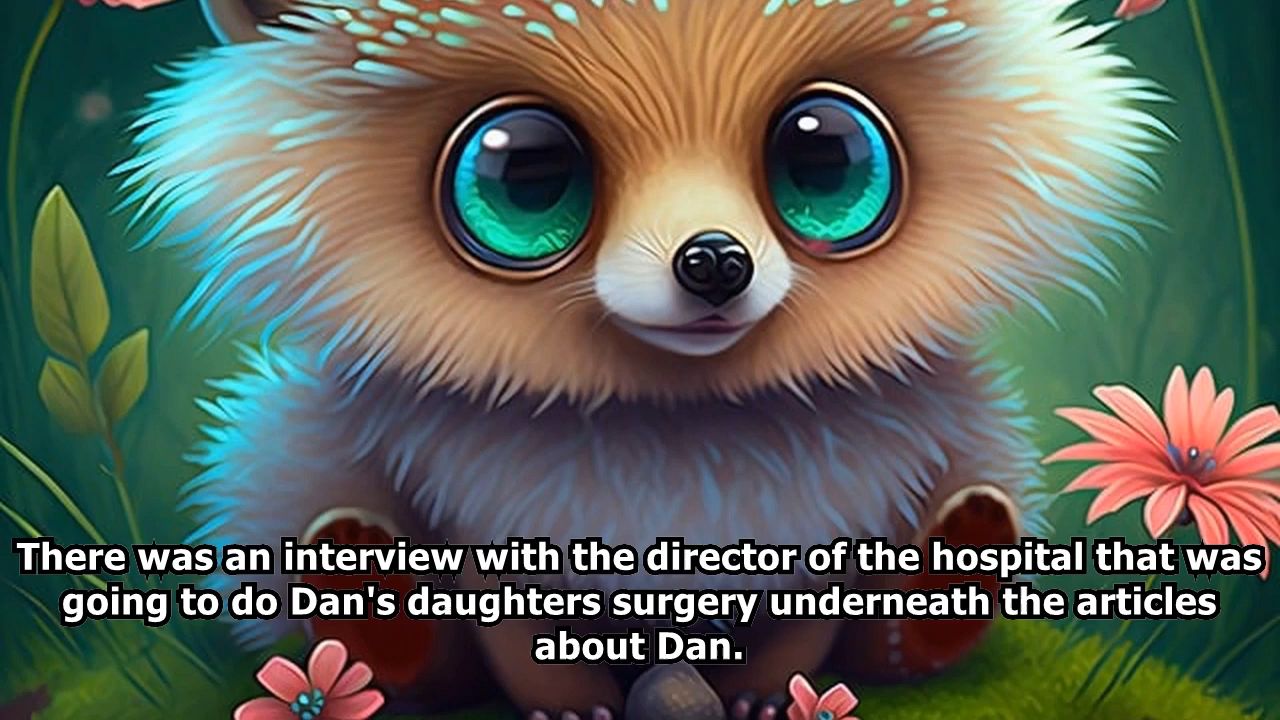 There was an interview with the director of the hospital that was
going to do Dan's daughters surgery underneath the articles
about Dan.